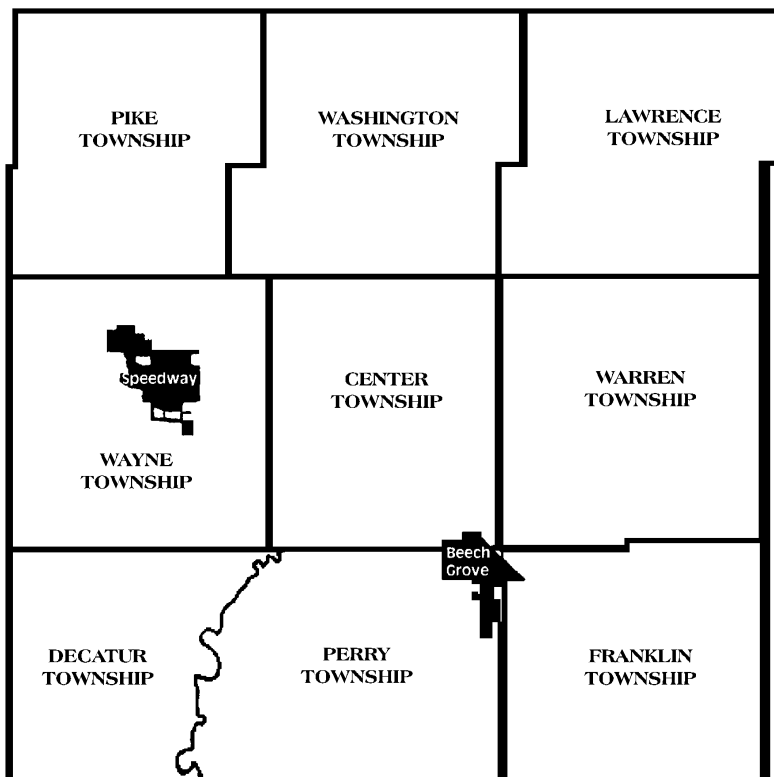 PIKE
TOWNSHIP
WASHINGTON
TOWNSHIP
LAWRENCE
TOWNSHIP
Speedway
CENTER
TOWNSHIP
WARREN
TOWNSHIP
WAYNE
TOWNSHIP
Beech
Grove
DECATUR
TOWNSHIP
PERRY
TOWNSHIP
FRANKLIN
TOWNSHIP